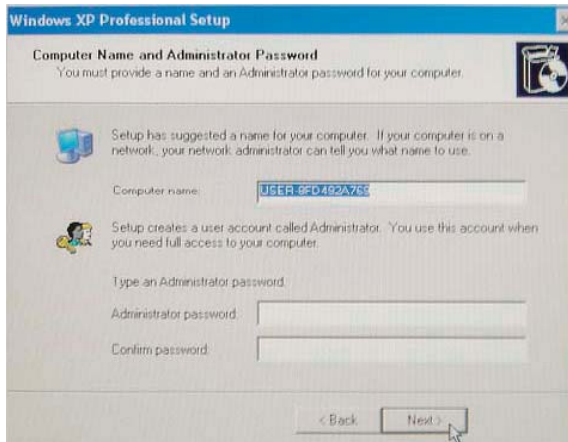 Windows XP Professional Setup
Computer Name and Administrator Password
You must provide a name and an Administrator password for your computer.
Setup has suggested a name for your computer. If your computer is on a
network, your network administrator can tell you what name to use.
Computer name:
USER-8FD492A769
Setup creates a user account called Administrator. You use this account when
you need full access to your computer.
Type an Administrator password.
Administrator password:
Confirm password:
< Back
Next >